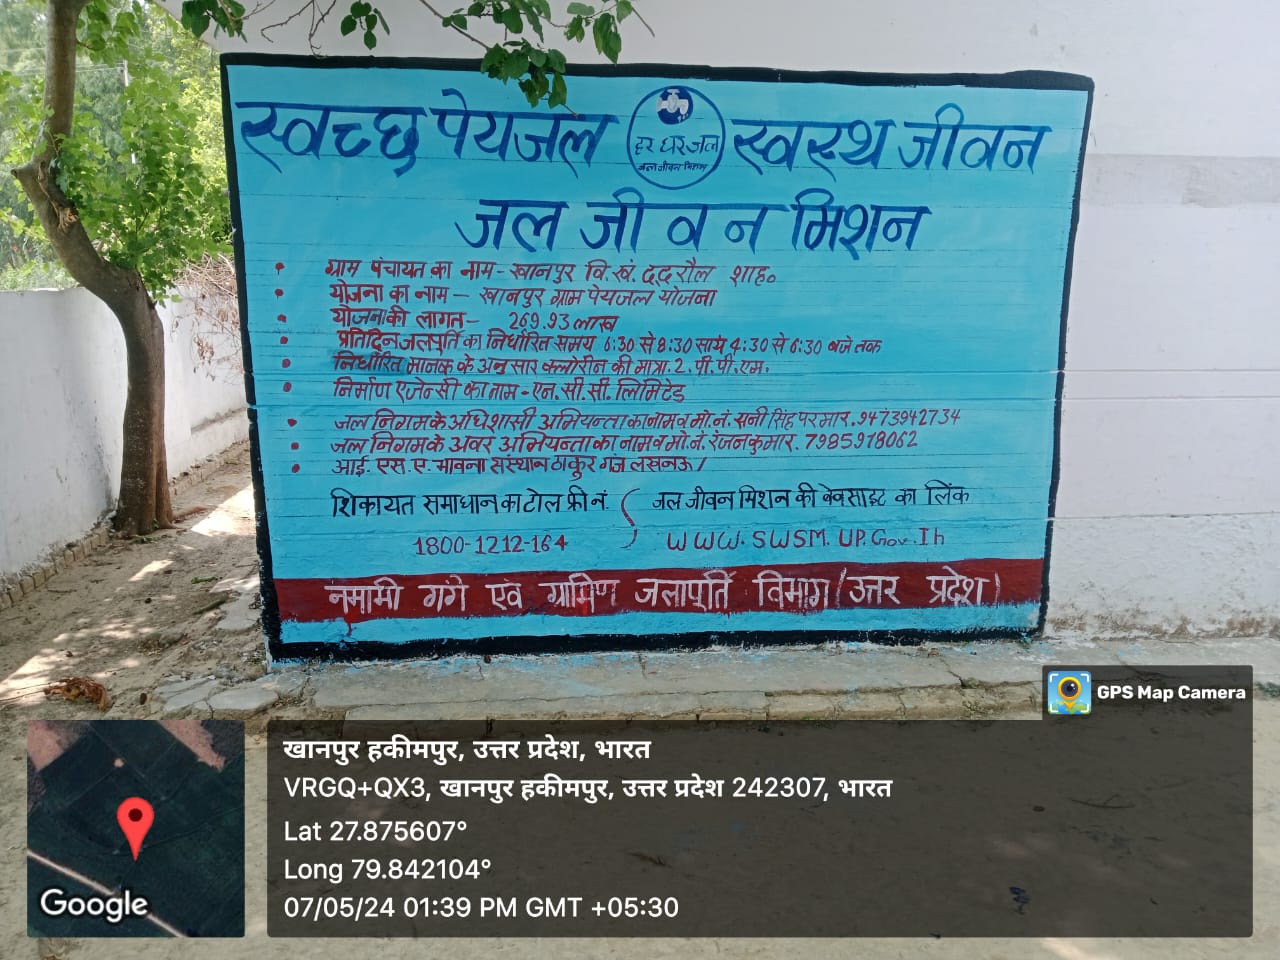 स्वच्छ पेयजल हर घर जल जल जीवन मिशन स्वस्थ जीवन
जल जीवन मिशन
• ग्राम पंचायत का नाम - खानपुर वि.खं. ददरौल शाह॰
• योजना का नाम - खानपुर ग्राम पेयजल योजना
• योजना की लागत - 269.93 लाख
• प्रतिदिन जलपूर्ति का निर्धारित समय 6:30 से 8:30 सायं 4:30 से 6:30 बजे तक
• निर्धारित मानक के अनुसार क्लोरीन की मात्रा. 2. पी. पी. एम.
• निर्माण एजेन्सी का नाम - एन. सी. सी. लिमिटेड
• जल निगम के अधिशासी अभियन्ता का नाम व मो.नं. सनी सिंह परमार. 9473942734
• जल निगम के अवर अभियन्ता का नाम व मो.नं. रंजन कुमार. 7985978062
• आई. एस. ए. भावना संस्थान ठाकुर गंज लखनऊ/
शिकायत समाधान का टोल फ्री नं. जल जीवन मिशन की वेवसाइट का लिंक
1800-1212-164 WWW.SWSM.UP.Gov.Ih
नमामी गंगे एवं ग्रामिण जलापूर्ति विभाग (उत्तर प्रदेश)
GPS Map Camera
खानपुर हकीमपुर, उत्तर प्रदेश, भारत
VRGQ+QX3, खानपुर हकीमपुर, उत्तर प्रदेश 242307, भारत
Lat 27.875607°
Long 79.842104°
07/05/24 01:39 PM GMT +05:30
Google